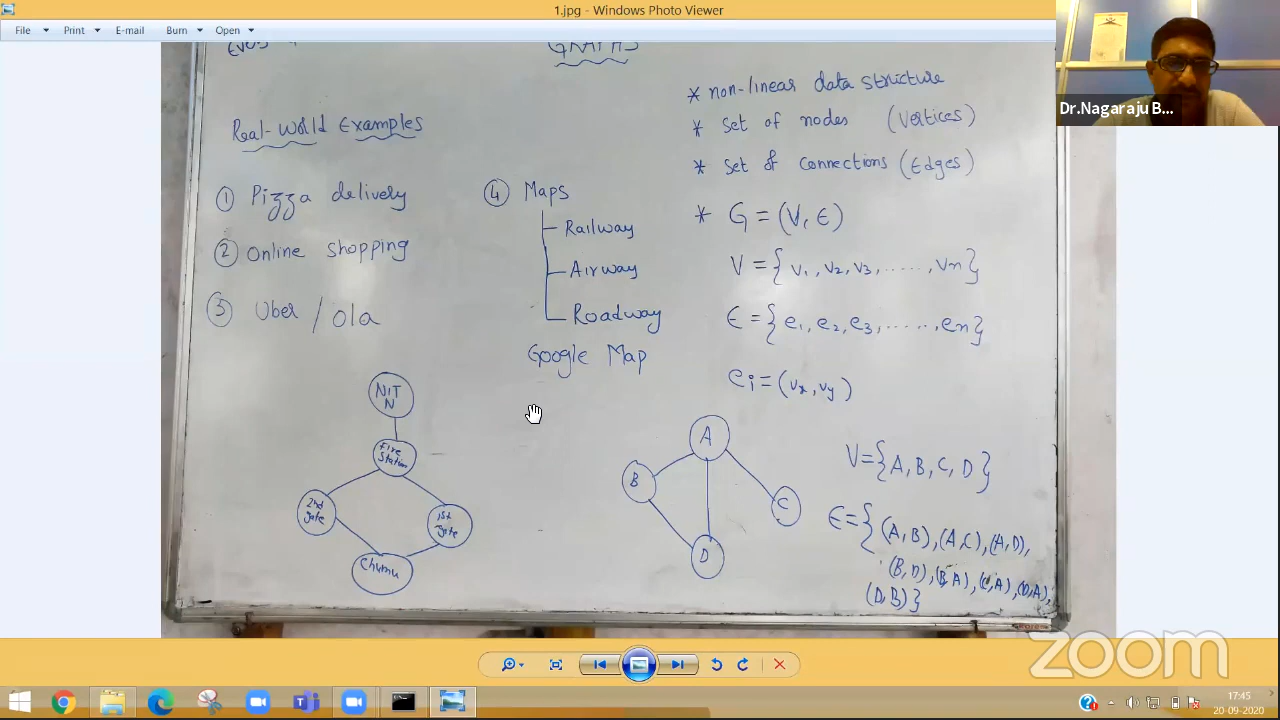 1.jpg - Windows Photo Viewer
File Print E-mail Burn Open
Dr.Nagaraju B...
GRAPHS
Real-World Examples
① Pizza delivery
② Online shopping
③ Uber / Ola
④ Maps
Railway
Airway
Roadway
Google Map
* non-linear data structure
* set of nodes (vertices)
* set of connections (Edges)
* G = (V, E)
V = {v1, v2, v3, ......, vn}
E = {e1, e2, e3, ......, en}
ei = (vx, vy)
NIT
N
fire
Station
2nd
gate
1st
gate
Chumu
A
B
C
D
V = {A, B, C, D}
E = {(A, B), (A, C), (A, D),
(B, D), (B, A), (C, A), (D, A),
(D, B)}
zoom
17:45
20-09-2020